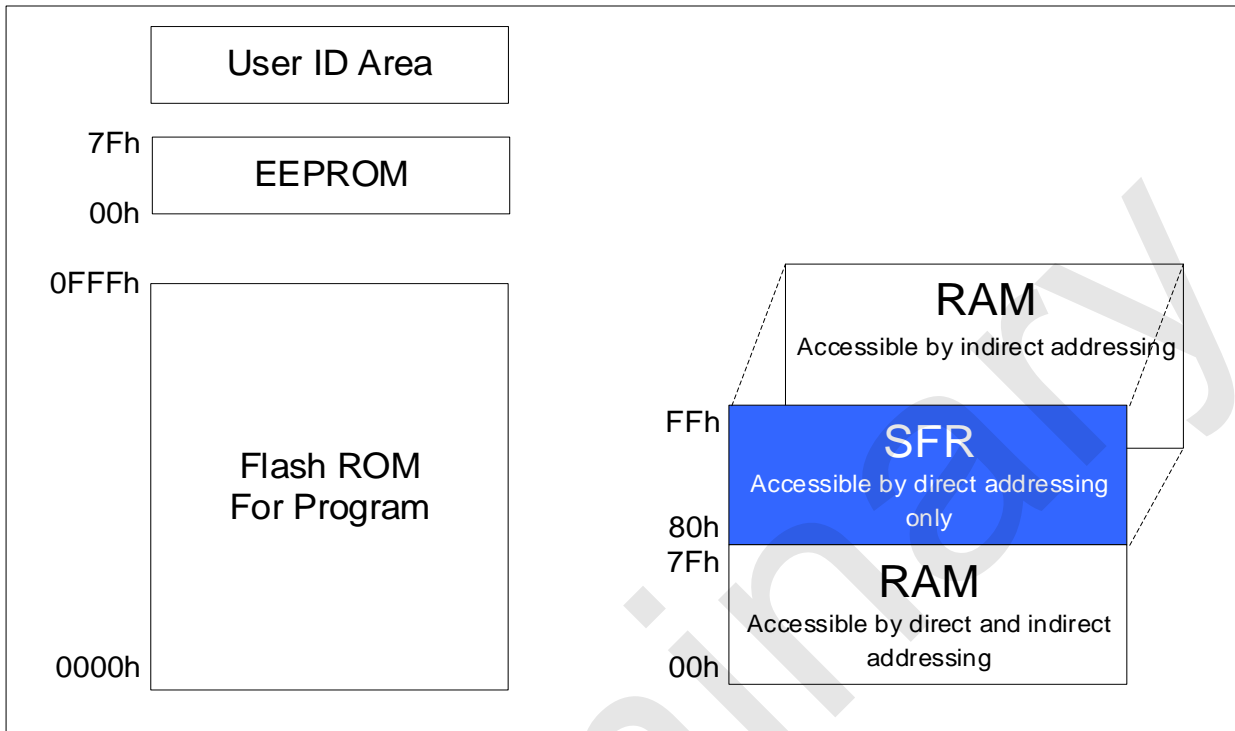 User ID Area
7Fh
EEPROM
00h
0FFFh
Flash ROM
For Program
0000h
RAM
Accessible by indirect addressing
FFh
SFR
Accessible by direct addressing
only
80h
7Fh
RAM
Accessible by direct and indirect
addressing
00h
inary